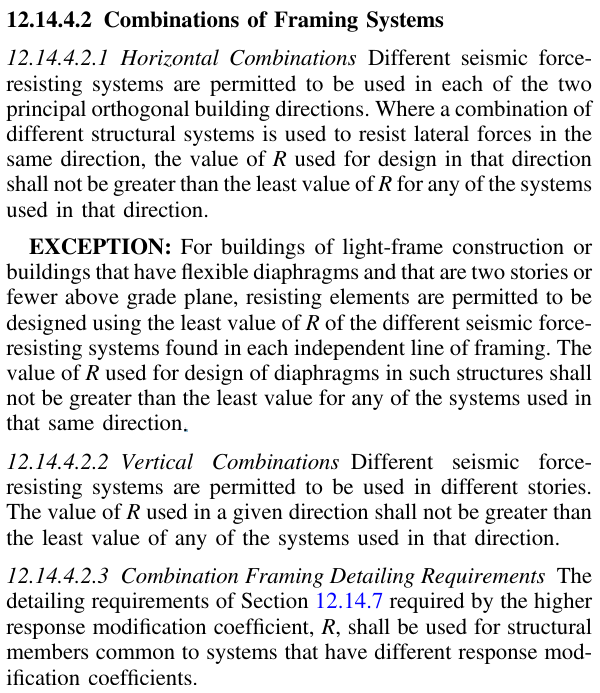 12.14.4.2 Combinations of Framing Systems
12.14.4.2.1 Horizontal Combinations Different seismic force-
resisting systems are permitted to be used in each of the two
principal orthogonal building directions. Where a combination of
different structural systems is used to resist lateral forces in the
same direction, the value of R used for design in that direction
shall not be greater than the least value of R for any of the systems
used in that direction.
EXCEPTION: For buildings of light-frame construction or
buildings that have flexible diaphragms and that are two stories or
fewer above grade plane, resisting elements are permitted to be
designed using the least value of R of the different seismic force-
resisting systems found in each independent line of framing. The
value of R used for design of diaphragms in such structures shall
not be greater than the least value for any of the systems used in
that same direction.
12.14.4.2.2 Vertical Combinations Different seismic force-
resisting systems are permitted to be used in different stories.
The value of R used in a given direction shall not be greater than
the least value of any of the systems used in that direction.
12.14.4.2.3 Combination Framing Detailing Requirements The
detailing requirements of Section 12.14.7 required by the higher
response modification coefficient, R, shall be used for structural
members common to systems that have different response mod-
ification coefficients.